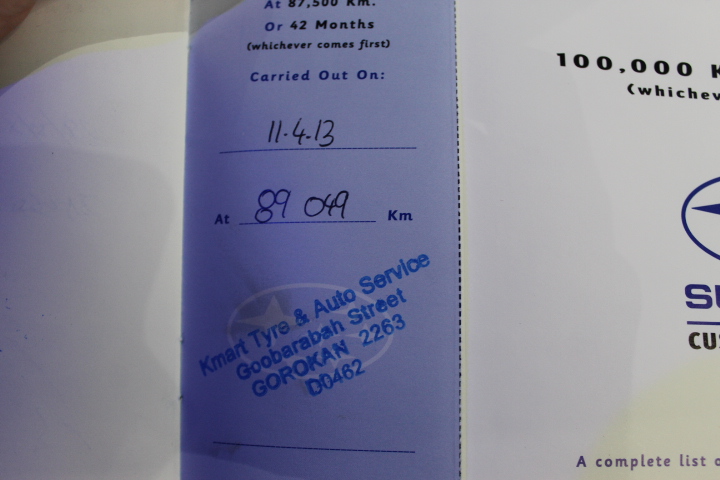 At 87,500 Km.
Or 42 Months
(whichever comes first)
Carried Out On:
11.4.13
At 89 049 Km
Kmart Tyre & Auto Service
Goobarabah Street
GOROKAN 2263
D0462
100,000 K
(whichev
SU
CUS
A complete list o